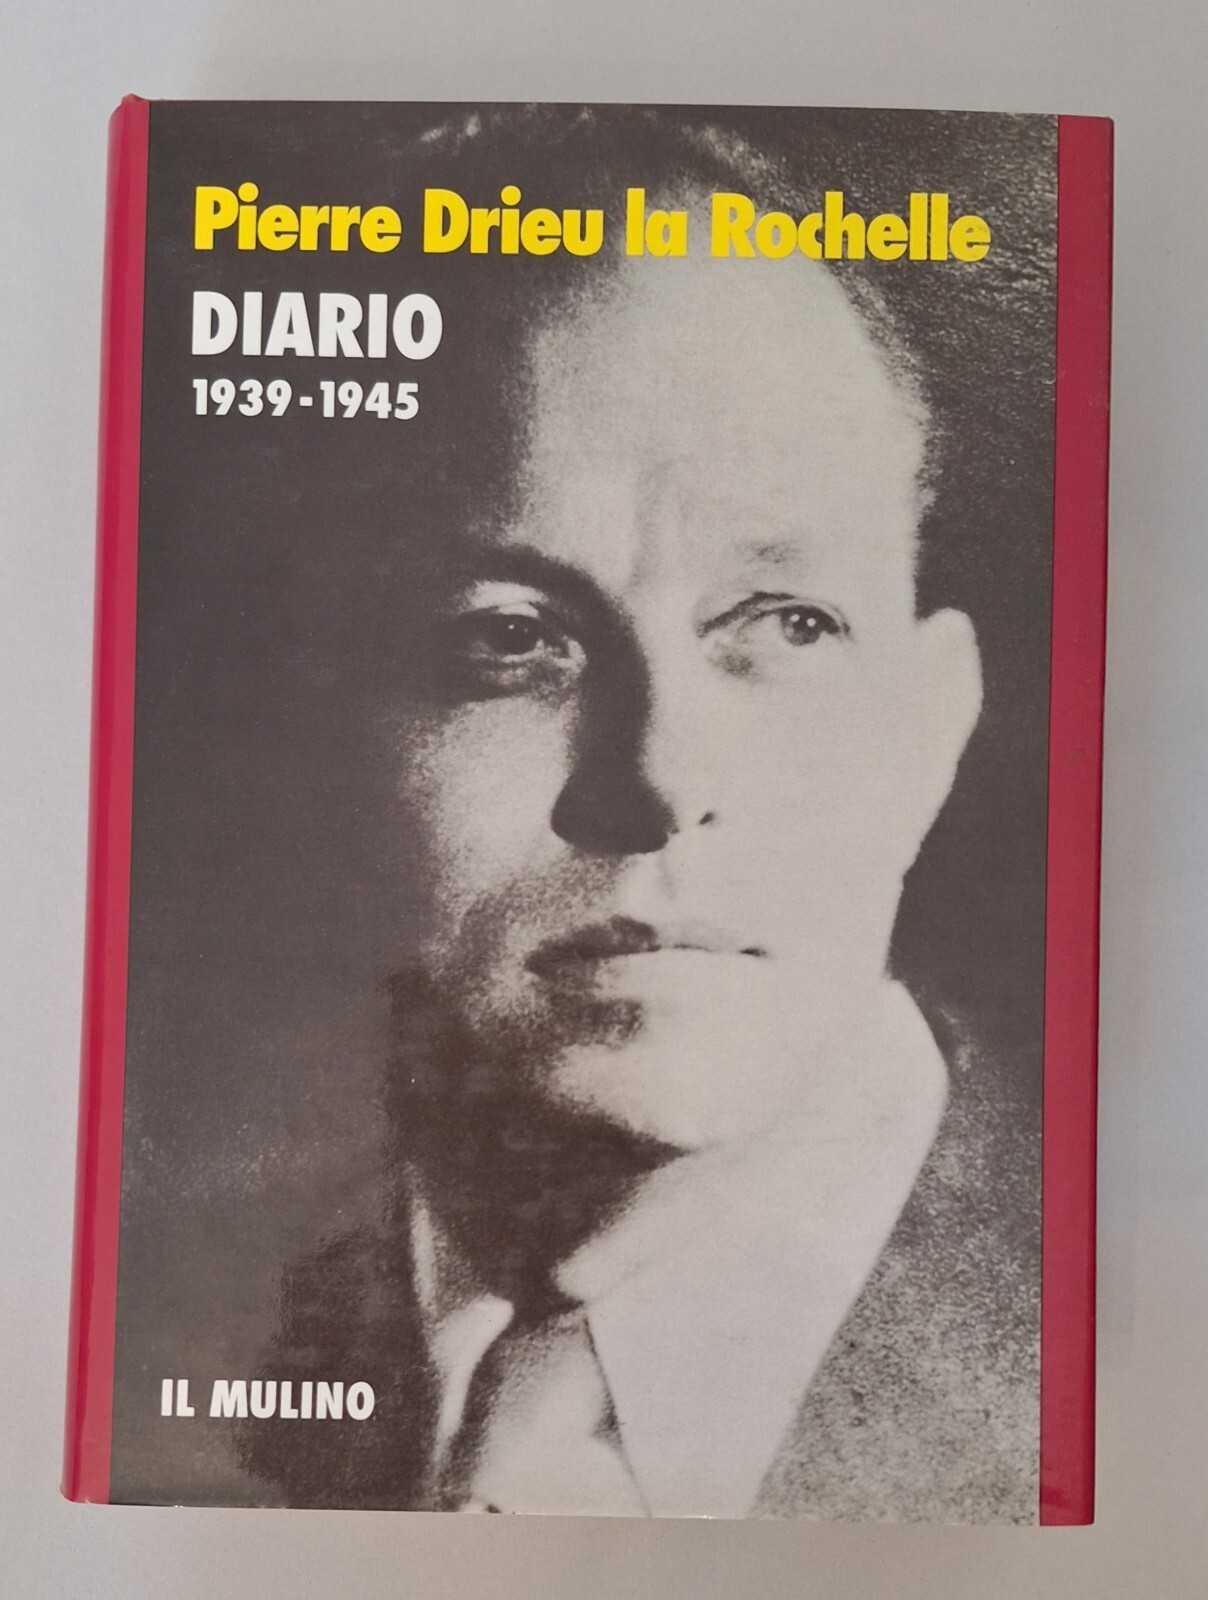 Pierre Drieu la Rochelle
DIARIO
1939-1945
IL MULINO